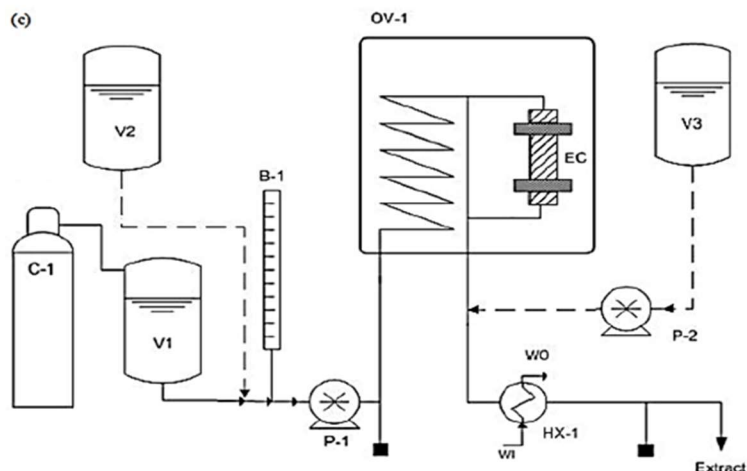 (c)
OV-1
V2
V3
B-1
EC
C-1
V1
P-2
WO
P-1
HX-1
WI
Extract